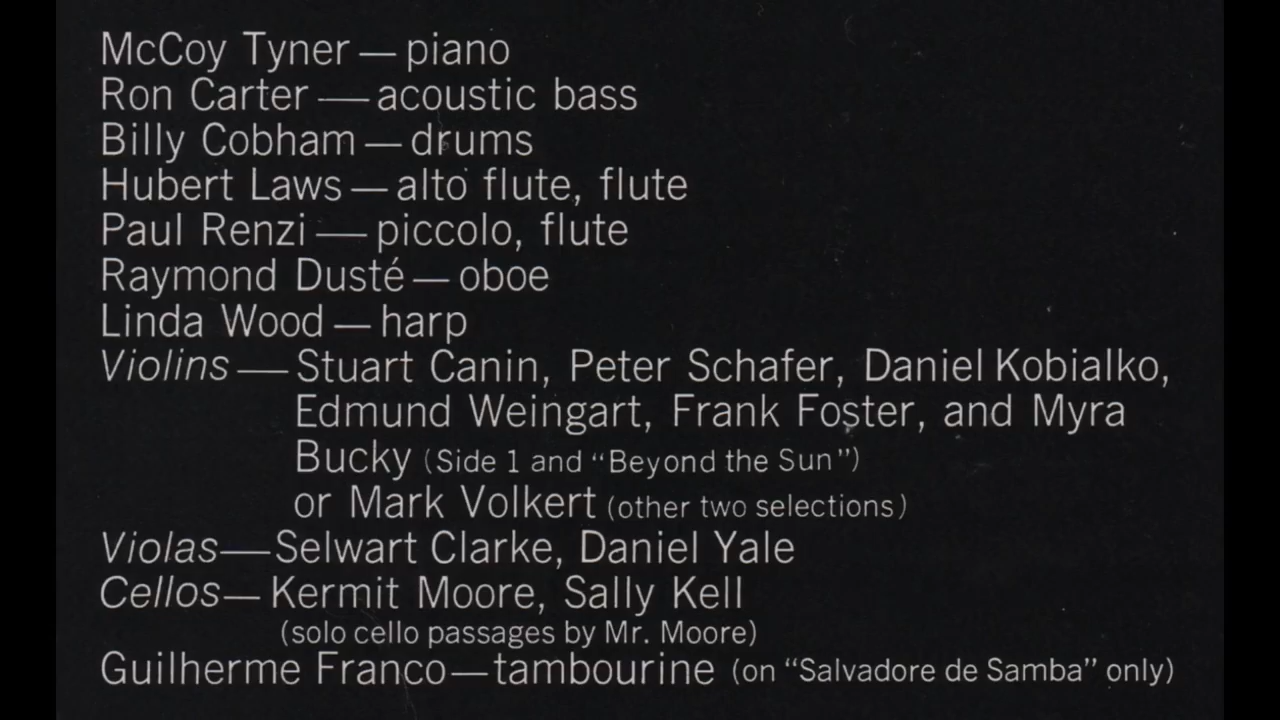 McCoy Tyner — piano
Ron Carter — acoustic bass
Billy Cobham — drums
Hubert Laws — alto flute, flute
Paul Renzi — piccolo, flute
Raymond Dusté — oboe
Linda Wood — harp
Violins — Stuart Canin, Peter Schafer, Daniel Kobialko,
Edmund Weingart, Frank Foster, and Myra
Bucky (Side 1 and “Beyond the Sun”)
or Mark Volkert (other two selections)
Violas — Selwart Clarke, Daniel Yale
Cellos — Kermit Moore, Sally Kell
(solo cello passages by Mr. Moore)
Guilherme Franco — tambourine (on “Salvadore de Samba” only)